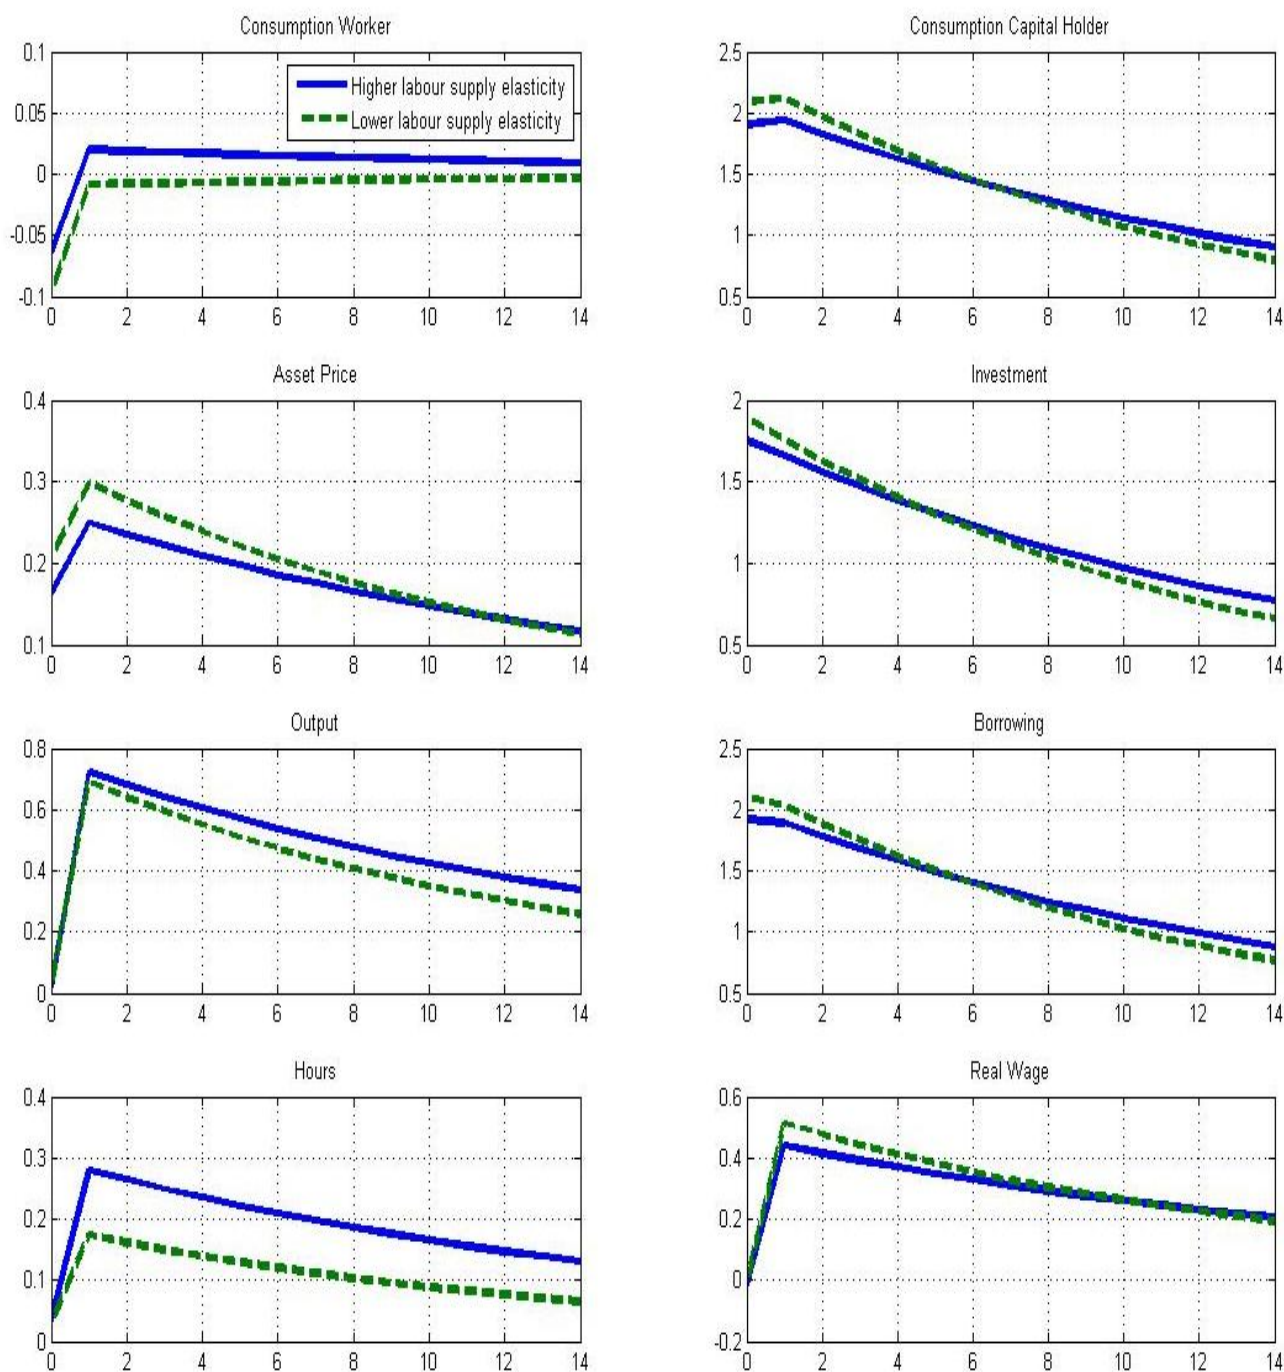 Consumption Worker
0.1
0.05
0
-0.05
-0.1
0 2 4 6 8 10 12 14
Higher labour supply elasticity
Lower labour supply elasticity
Consumption Capital Holder
2.5
2
1.5
1
0.5
0 2 4 6 8 10 12 14
Asset Price
0.4
0.3
0.2
0.1
0 2 4 6 8 10 12 14
Investment
2
1.5
1
0.5
0 2 4 6 8 10 12 14
Output
0.8
0.6
0.4
0.2
0
0 2 4 6 8 10 12 14
Borrowing
2.5
2
1.5
1
0.5
0 2 4 6 8 10 12 14
Hours
0.4
0.3
0.2
0.1
0
0 2 4 6 8 10 12 14
Real Wage
0.6
0.4
0.2
0
-0.2
0 2 4 6 8 10 12 14